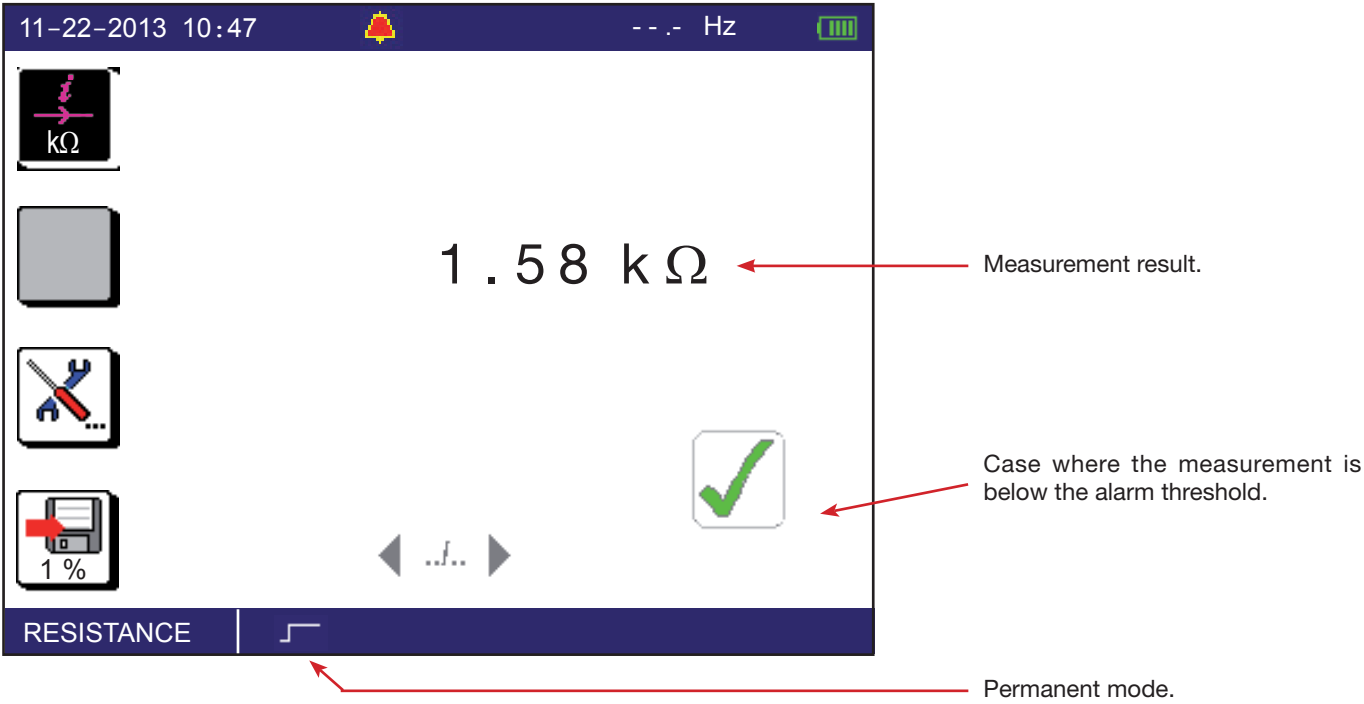 11-22-2013 10:47 - - .- Hz
i
kΩ
1.58 kΩ
Measurement result.
...
Case where the measurement is
below the alarm threshold.
1 %
../..
RESISTANCE
Permanent mode.